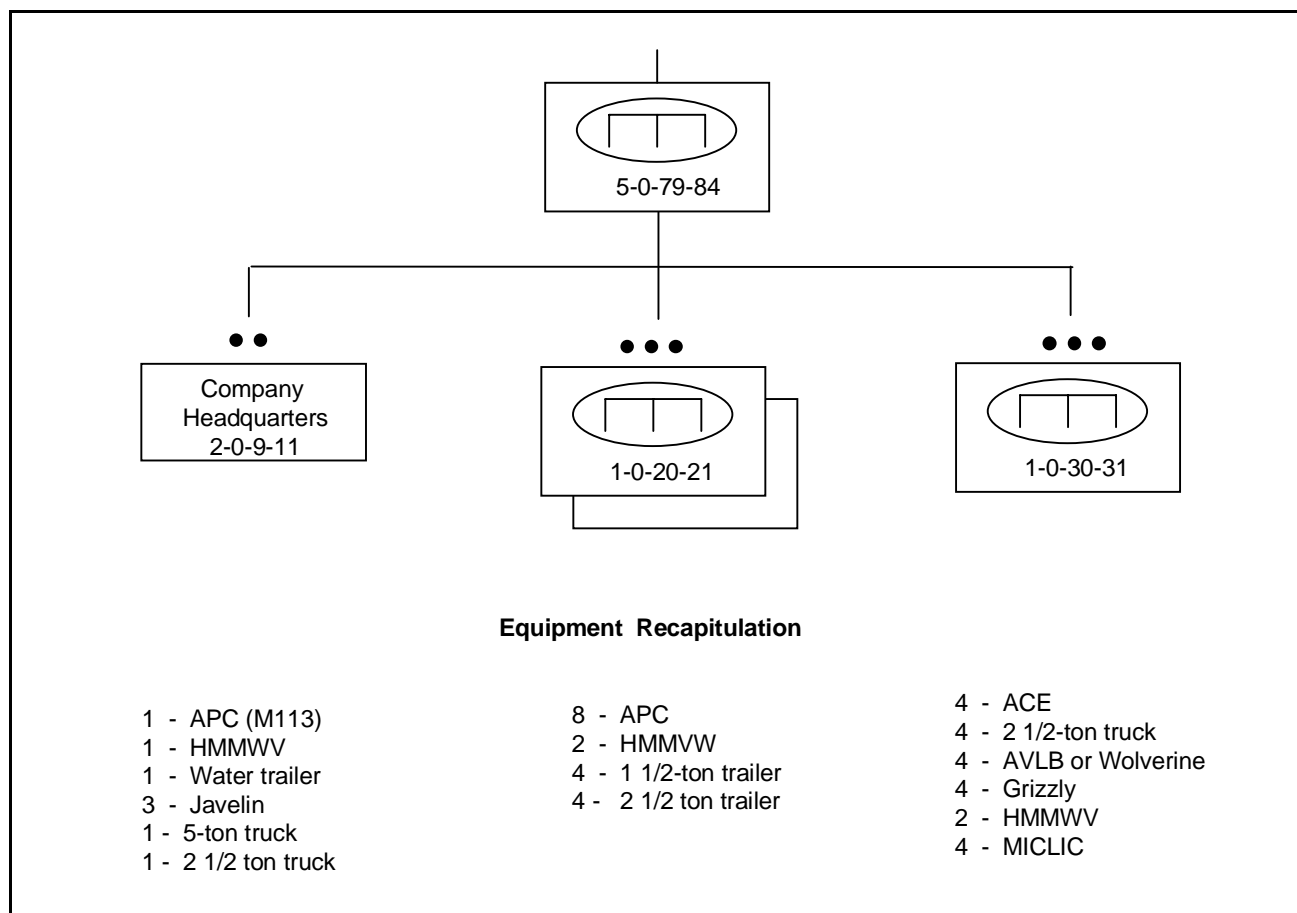 5-0-79-84
Company
Headquarters
2-0-9-11
1-0-20-21
1-0-30-31
Equipment Recapitulation
1 - APC (M113)
1 - HMMWV
1 - Water trailer
3 - Javelin
1 - 5-ton truck
1 - 2 1/2 ton truck
8 - APC
2 - HMMVW
4 - 1 1/2-ton trailer
4 - 2 1/2 ton trailer
4 - ACE
4 - 2 1/2-ton truck
4 - AVLB or Wolverine
4 - Grizzly
2 - HMMWV
4 - MICLIC